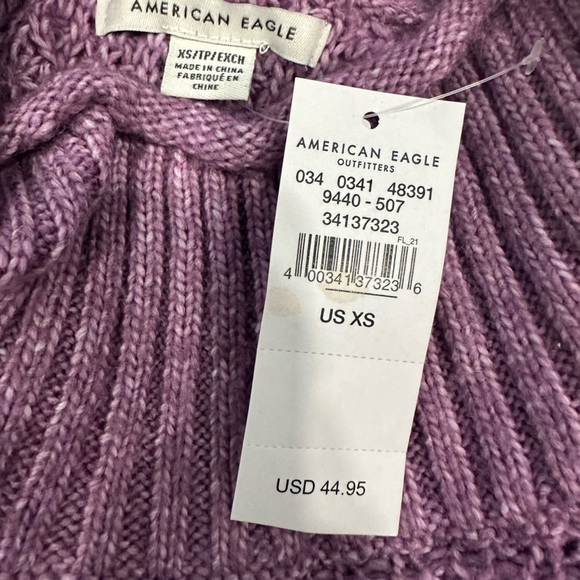 AMERICAN EAGLE
XS/TP/EXCH
MADE IN CHINA
FABRIQUÉ EN
CHINE
AMERICAN EAGLE
OUTFITTERS
034 0341 48391
9440 - 507
34137323
FL_21
4 00341 37323 6
US XS
USD 44.95